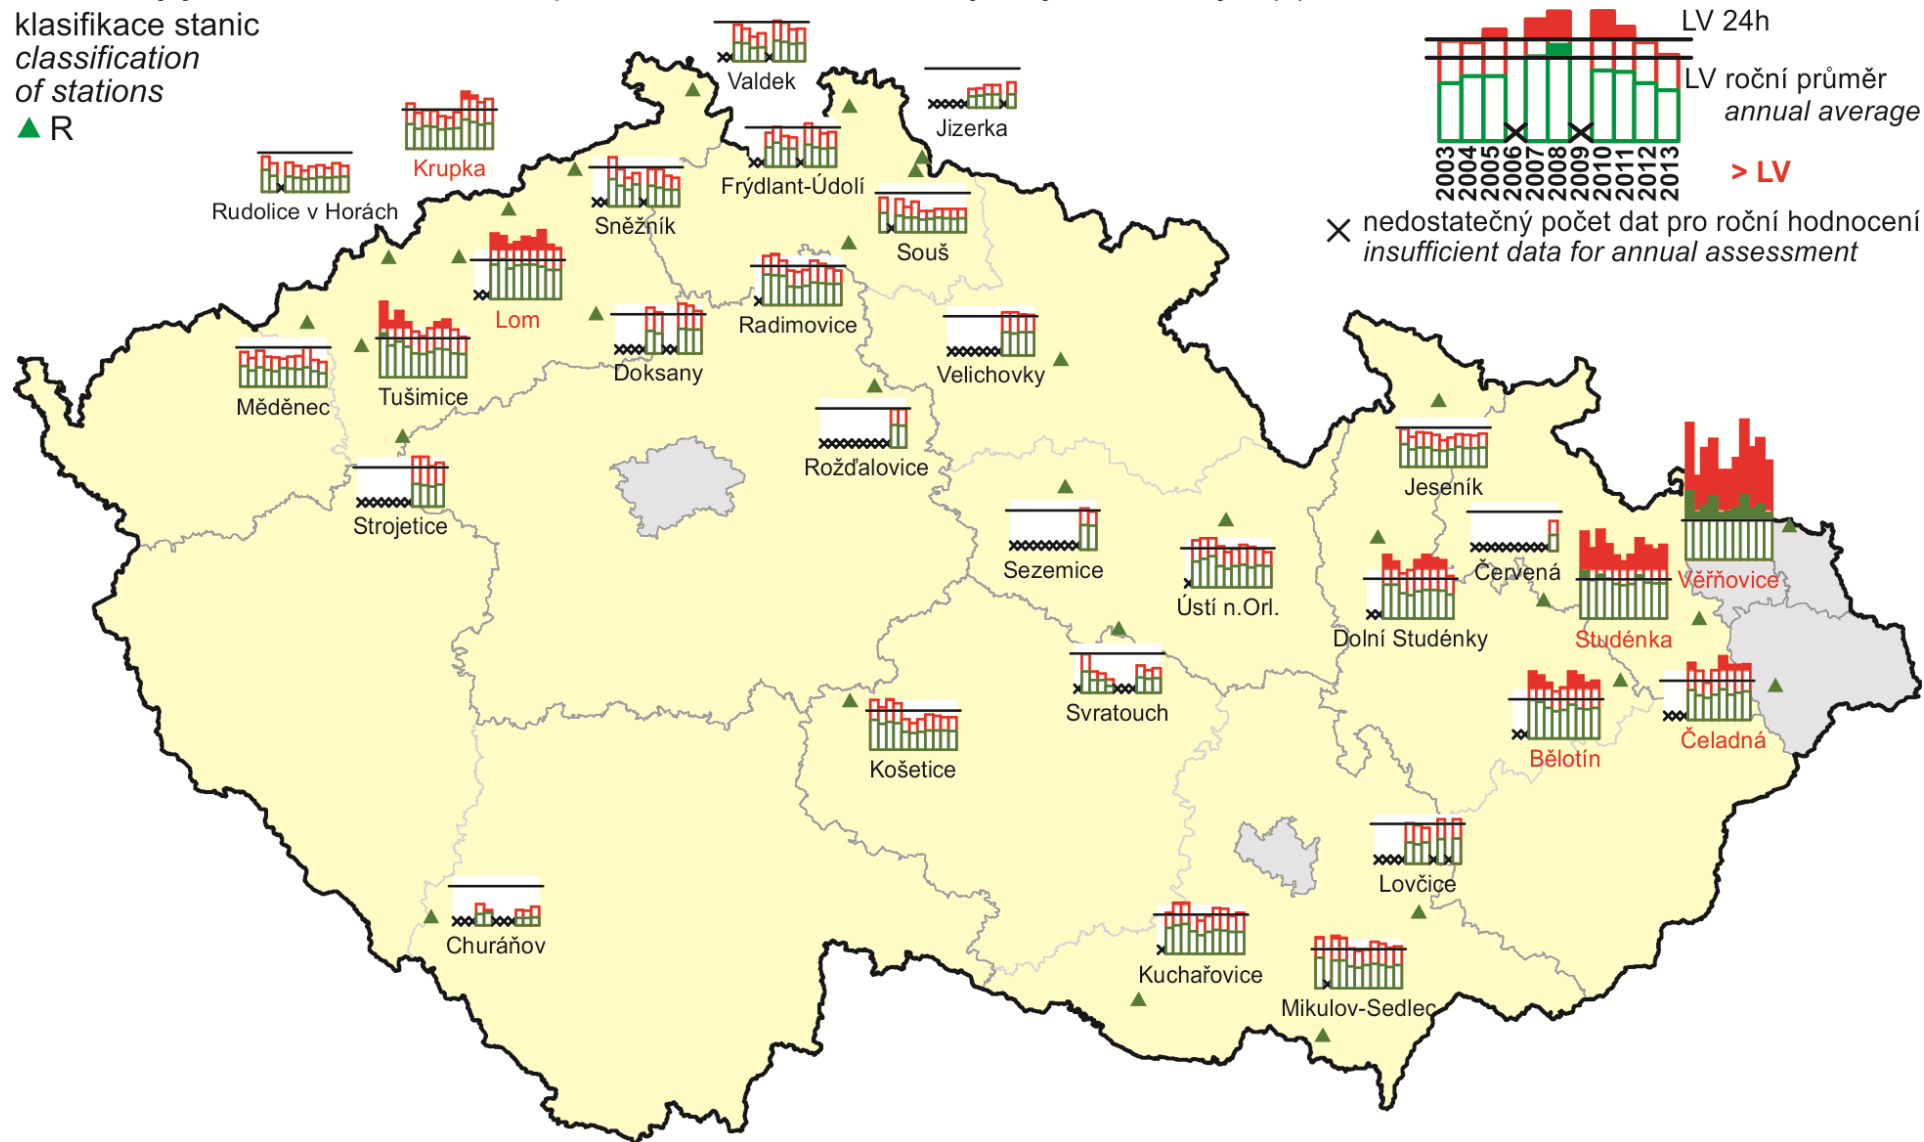 klasifikace stanic
classification
of stations
R
LV 24h
LV roční průměr
annual average
2003
2004
2005
2006
2007
2008
2009
2010
2011
2012
2013
> LV
nedostatečný počet dat pro roční hodnocení
insufficient data for annual assessment
Valdek
Jizerka
Krupka
Frýdlant-Údolí
Rudolice v Horách
Sněžník
Souš
Lom
Radimovice
Doksany
Velichovky
Měděnec
Tušimice
Rožďalovice
Strojetice
Jeseník
Sezemice
Červená
Věřňovice
Ústí n.Orl.
Dolní Studénky
Studénka
Svratouch
Čeladná
Bělotín
Košetice
Lovčice
Churáňov
Kuchařovice
Mikulov-Sedlec